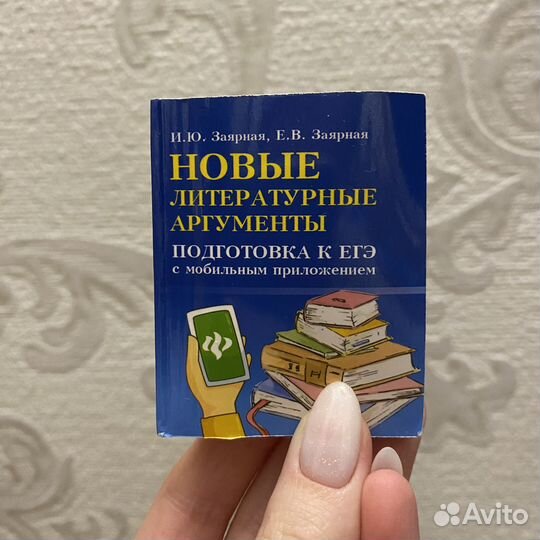 И.Ю. Заярная, Е.В. Заярная
НОВЫЕ
ЛИТЕРАТУРНЫЕ
АРГУМЕНТЫ
ПОДГОТОВКА К ЕГЭ
с мобильным приложением
Avito